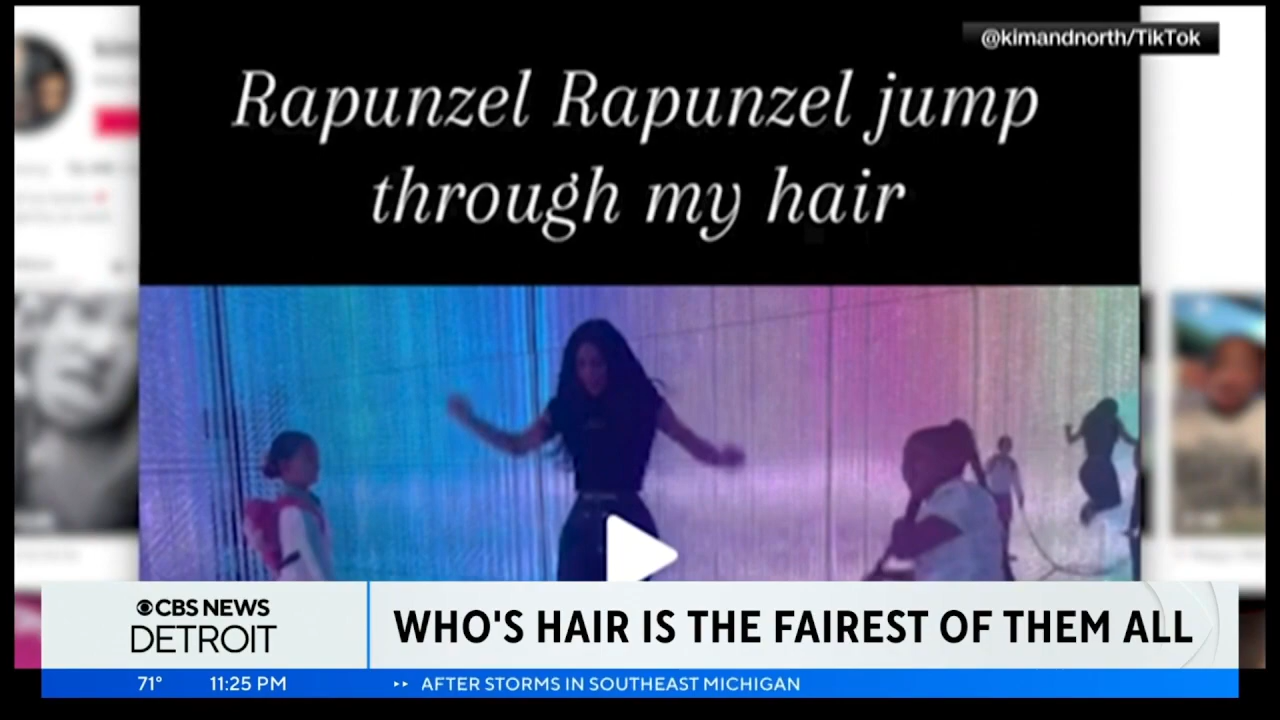 @kimandnorth/TikTok
Rapunzel Rapunzel jump
through my hair
CBS NEWS
DETROIT
WHO'S HAIR IS THE FAIREST OF THEM ALL
71° 11:25 PM
AFTER STORMS IN SOUTHEAST MICHIGAN